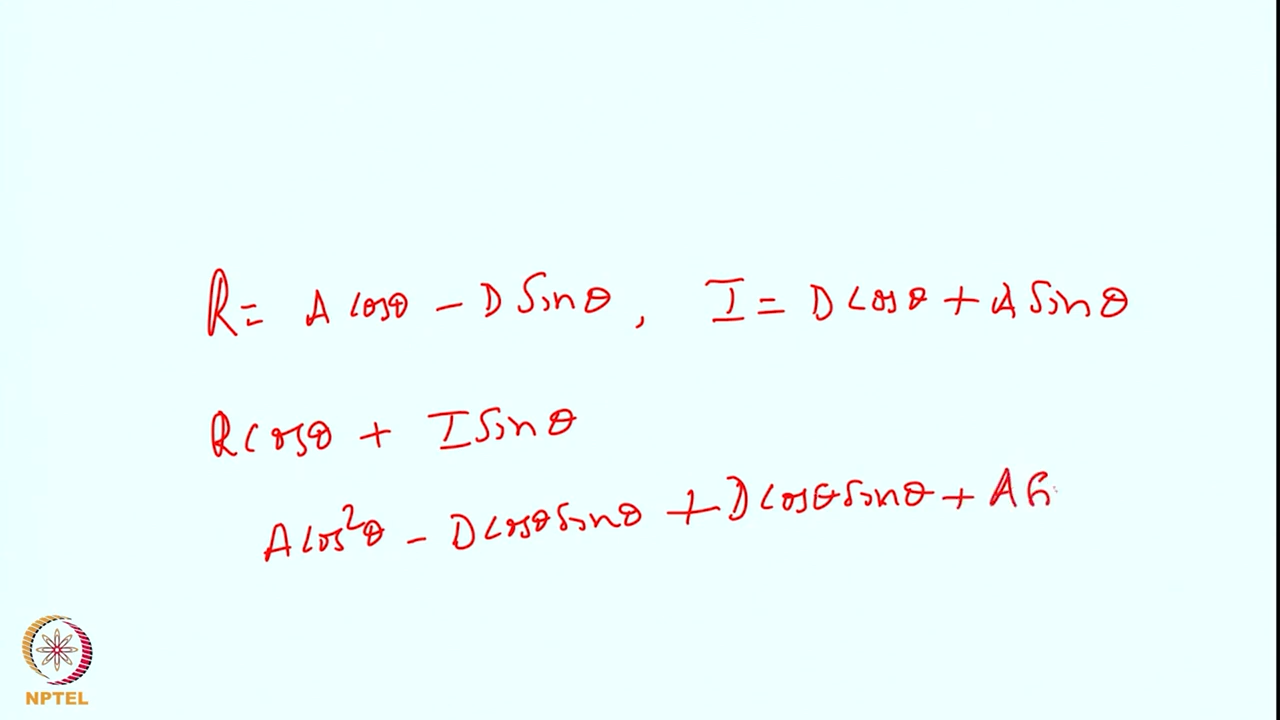 R = A cosθ - D Sinθ , I = D cosθ + A Sinθ
R cosθ + I Sinθ
A cos²θ - D cosθ Sinθ + D cosθ Sinθ + A
NPTEL